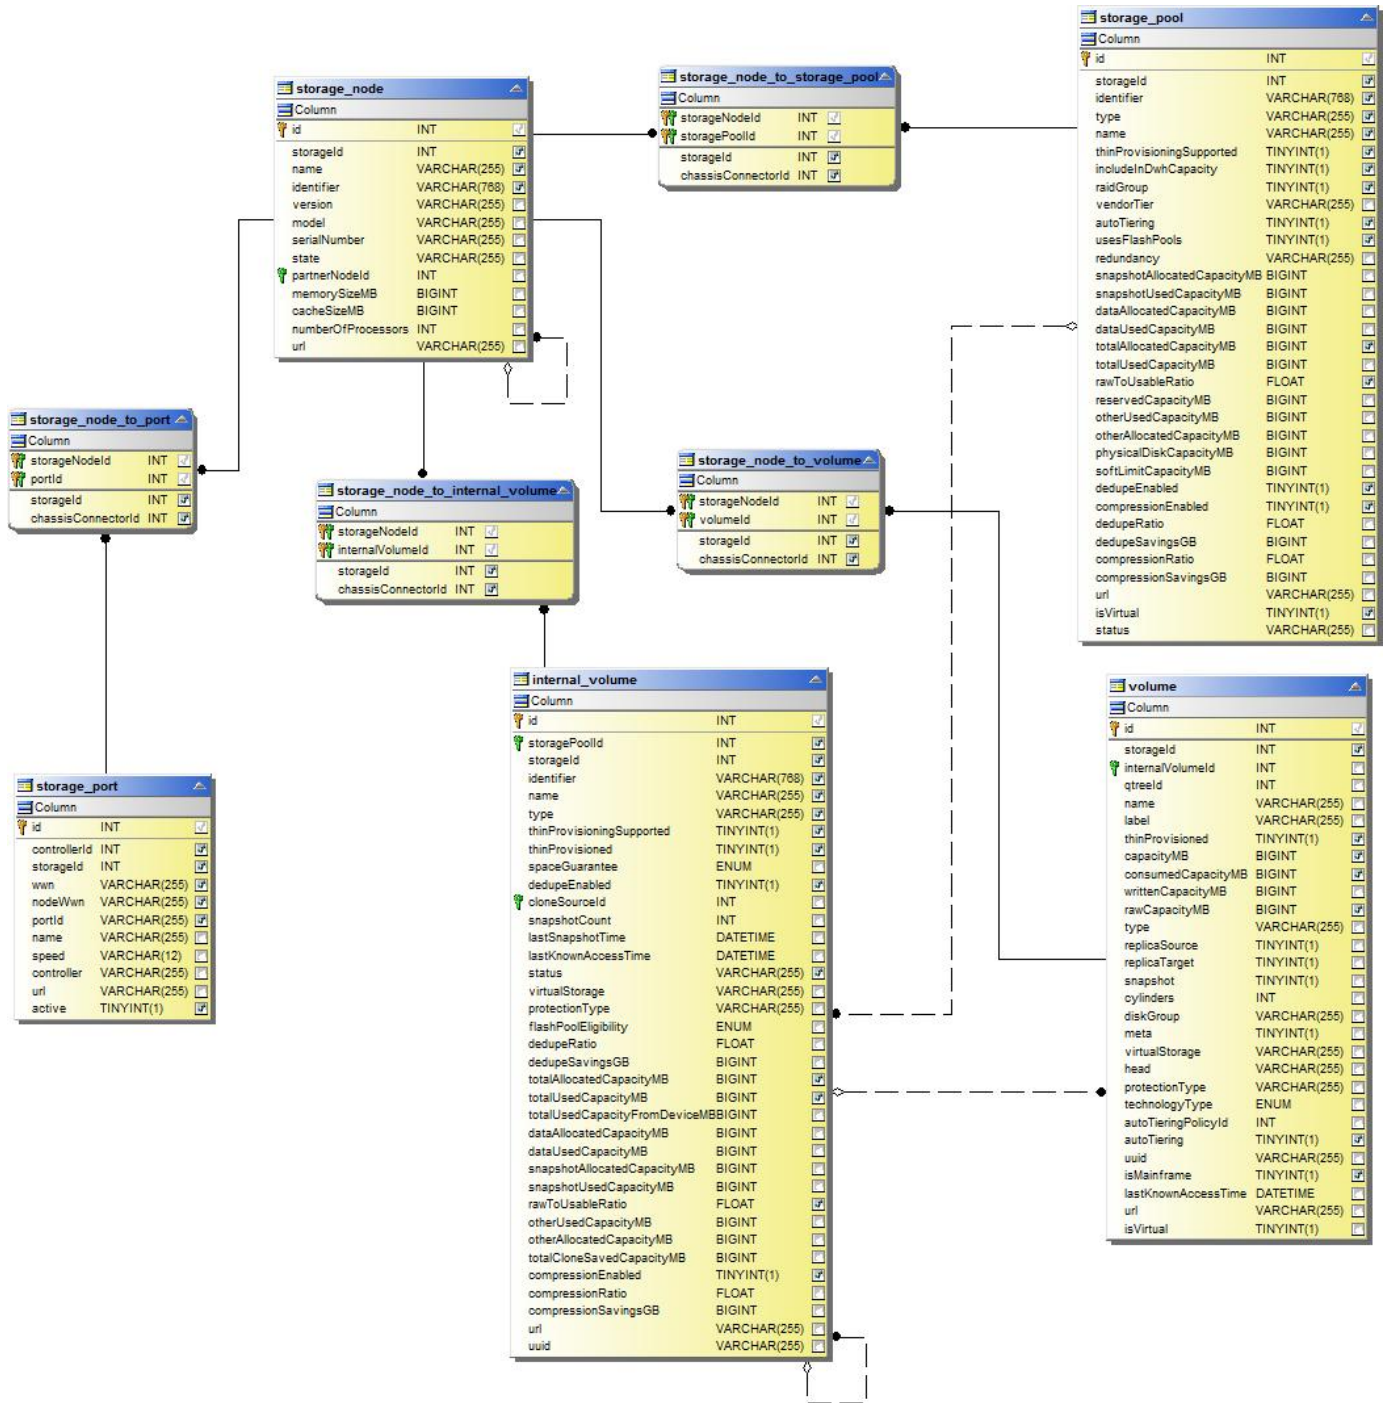 storage_pool
Column
id INT
storageId INT
identifier VARCHAR(768)
type VARCHAR(255)
name VARCHAR(255)
thinProvisioningSupported TINYINT(1)
includeInDwhCapacity TINYINT(1)
raidGroup TINYINT(1)
vendorTier VARCHAR(255)
autoTiering TINYINT(1)
usesFlashPools TINYINT(1)
redundancy VARCHAR(255)
snapshotAllocatedCapacityMB BIGINT
snapshotUsedCapacityMB BIGINT
dataAllocatedCapacityMB BIGINT
dataUsedCapacityMB BIGINT
totalAllocatedCapacityMB BIGINT
totalUsedCapacityMB BIGINT
rawToUsableRatio FLOAT
reservedCapacityMB BIGINT
otherUsedCapacityMB BIGINT
otherAllocatedCapacityMB BIGINT
physicalDiskCapacityMB BIGINT
softLimitCapacityMB BIGINT
dedupeEnabled TINYINT(1)
compressionEnabled TINYINT(1)
dedupeRatio FLOAT
dedupeSavingsGB BIGINT
compressionRatio FLOAT
compressionSavingsGB BIGINT
url VARCHAR(255)
isVirtual TINYINT(1)
status VARCHAR(255)
storage_node_to_storage_pool
Column
storageNodeId INT
storagePoolId INT
storageId INT
chassisConnectorId INT
storage_node
Column
id INT
storageId INT
name VARCHAR(255)
identifier VARCHAR(768)
version VARCHAR(255)
model VARCHAR(255)
serialNumber VARCHAR(255)
state VARCHAR(255)
partnerNodeId INT
memorySizeMB BIGINT
cacheSizeMB BIGINT
numberOfProcessors INT
url VARCHAR(255)
storage_node_to_port
Column
storageNodeId INT
portId INT
storageId INT
chassisConnectorId INT
storage_node_to_internal_volume
Column
storageNodeId INT
internalVolumeId INT
storageId INT
chassisConnectorId INT
storage_node_to_volume
Column
storageNodeId INT
volumeId INT
storageId INT
chassisConnectorId INT
internal_volume
Column
id INT
storagePoolId INT
storageId INT
identifier VARCHAR(768)
name VARCHAR(255)
type VARCHAR(255)
thinProvisioningSupported TINYINT(1)
thinProvisioned TINYINT(1)
spaceGuarantee ENUM
dedupeEnabled TINYINT(1)
cloneSourceId INT
snapshotCount INT
lastSnapshotTime DATETIME
lastKnownAccessTime DATETIME
status VARCHAR(255)
virtualStorage VARCHAR(255)
protectionType VARCHAR(255)
flashPoolEligibility ENUM
dedupeRatio FLOAT
dedupeSavingsGB BIGINT
totalAllocatedCapacityMB BIGINT
totalUsedCapacityMB BIGINT
totalUsedCapacityFromDeviceMB BIGINT
dataAllocatedCapacityMB BIGINT
dataUsedCapacityMB BIGINT
snapshotAllocatedCapacityMB BIGINT
snapshotUsedCapacityMB BIGINT
rawToUsableRatio FLOAT
otherUsedCapacityMB BIGINT
otherAllocatedCapacityMB BIGINT
totalCloneSavedCapacityMB BIGINT
compressionEnabled TINYINT(1)
compressionRatio FLOAT
compressionSavingsGB BIGINT
url VARCHAR(255)
uuid VARCHAR(255)
volume
Column
id INT
storageId INT
internalVolumeId INT
qtreeId INT
name VARCHAR(255)
label VARCHAR(255)
thinProvisioned TINYINT(1)
capacityMB BIGINT
consumedCapacityMB BIGINT
writtenCapacityMB BIGINT
rawCapacityMB BIGINT
type VARCHAR(255)
replicaSource TINYINT(1)
replicaTarget TINYINT(1)
snapshot TINYINT(1)
cylinders INT
diskGroup VARCHAR(255)
meta TINYINT(1)
virtualStorage VARCHAR(255)
head VARCHAR(255)
protectionType VARCHAR(255)
technologyType ENUM
autoTieringPolicyId INT
autoTiering TINYINT(1)
uuid VARCHAR(255)
isMainframe TINYINT(1)
lastKnownAccessTime DATETIME
url VARCHAR(255)
isVirtual TINYINT(1)
storage_port
Column
id INT
controllerId INT
storageId INT
wwn VARCHAR(255)
nodeWwn VARCHAR(255)
portId VARCHAR(255)
name VARCHAR(255)
speed VARCHAR(12)
controller VARCHAR(255)
url VARCHAR(255)
active TINYINT(1)